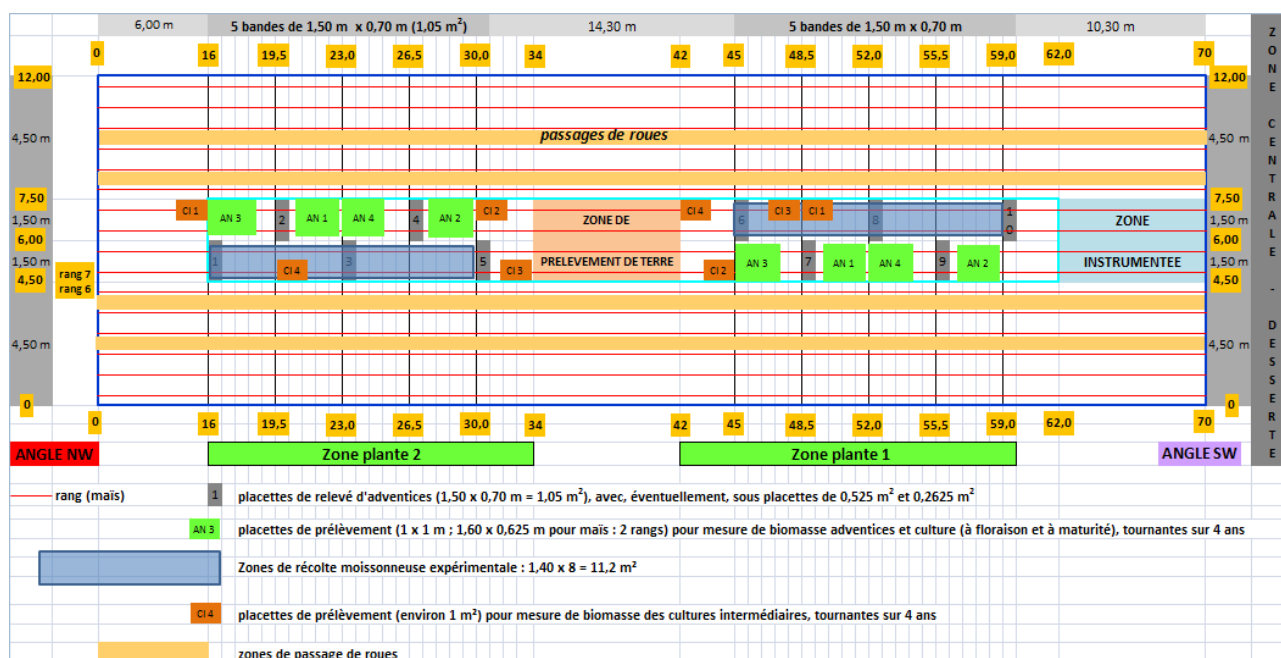 6,00 m 5 bandes de 1,50 m x 0,70 m (1,05 m²) 14,30 m 5 bandes de 1,50 m x 0,70 m 10,30 m
0 16 19,5 23,0 26,5 30,0 34 42 45 48,5 52,0 55,5 59,0 62,0 70
12,00 12,00
4,50 m passages de roues 4,50 m
7,50 7,50
CI 1 AN 3 2 AN 1 AN 4 4 AN 2 CI 2 ZONE DE CI 4 6 CI 3 CI 1 8 10 ZONE
1,50 m 1,50 m
6,00 6,00
1,50 m 1 CI 4 3 5 CI 3 PRELEVEMENT DE TERRE CI 2 AN 3 7 AN 1 AN 4 9 AN 2 INSTRUMENTEE 1,50 m
rang 7
4,50 rang 6 4,50
4,50 m 4,50 m
0 0
0 16 19,5 23,0 26,5 30,0 34 42 45 48,5 52,0 55,5 59,0 62,0 70
ANGLE NW Zone plante 2 Zone plante 1 ANGLE SW
ZONE CENTRALE - DESSERTE
rang (maïs) 1 placettes de relevé d'adventices (1,50 x 0,70 m = 1,05 m²), avec, éventuellement, sous placettes de 0,525 m² et 0,2625 m²
AN 3 placettes de prélèvement (1 x 1 m ; 1,60 x 0,625 m pour maïs : 2 rangs) pour mesure de biomasse adventices et culture (à floraison et à maturité), tournantes sur 4 ans
Zones de récolte moissonneuse expérimentale : 1,40 x 8 = 11,2 m²
CI 4 placettes de prélèvement (environ 1 m²) pour mesure de biomasse des cultures intermédiaires, tournantes sur 4 ans
zones de passage de roues